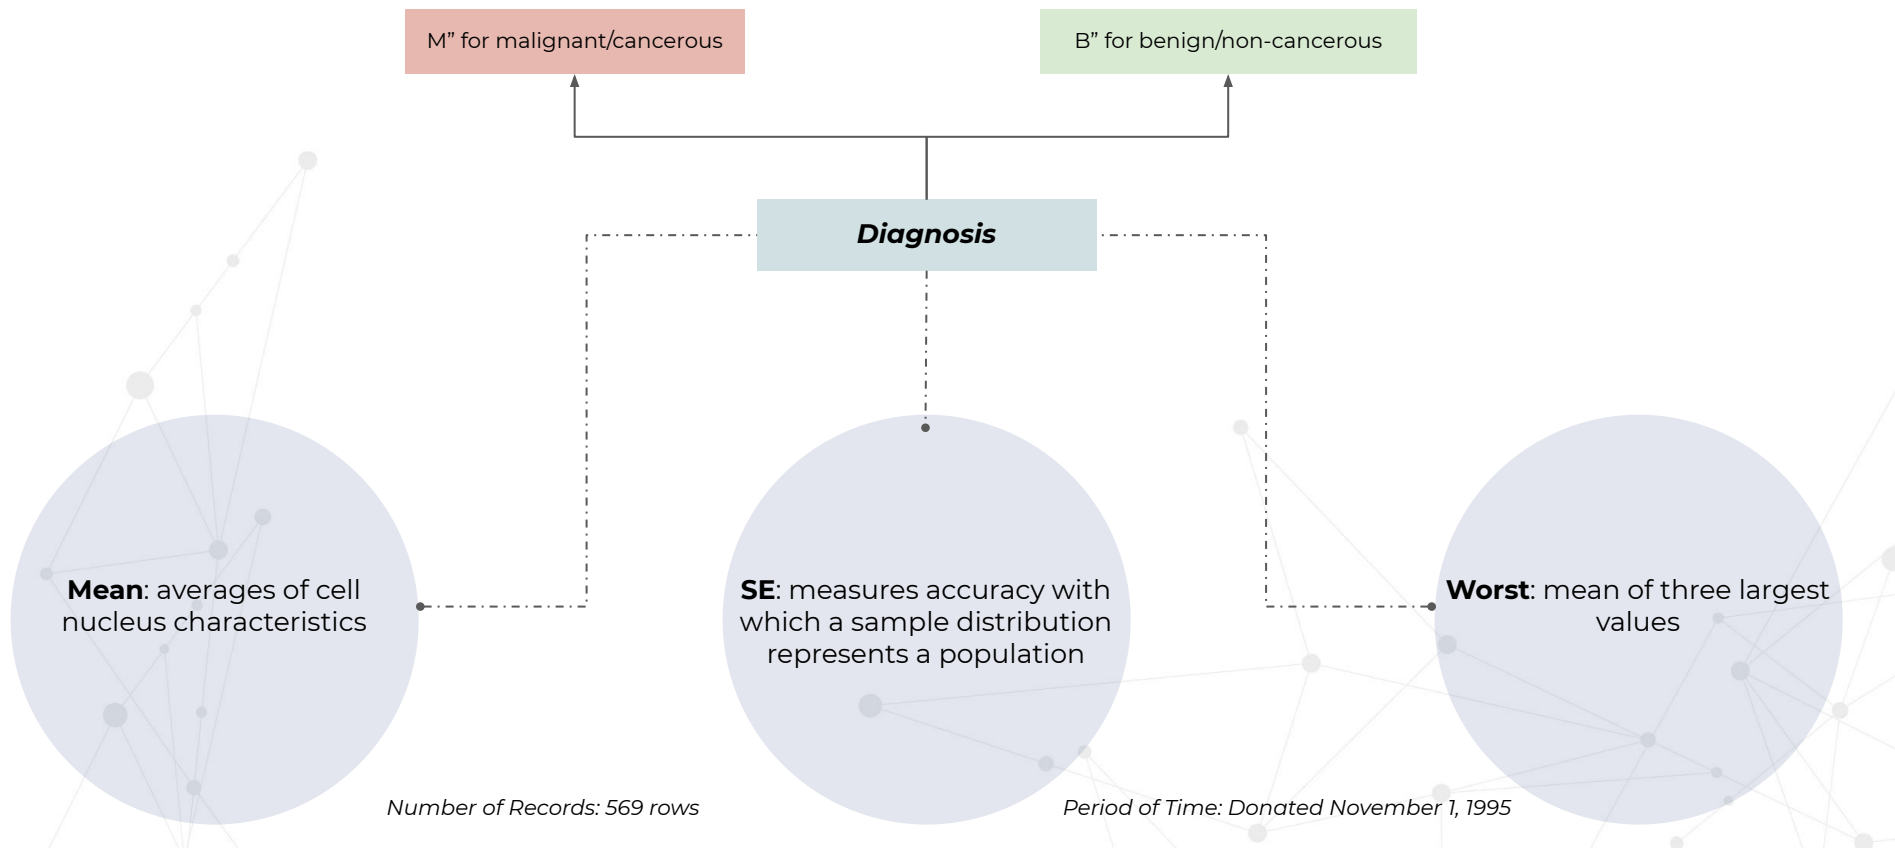 M” for malignant/cancerous
B” for benign/non-cancerous
Diagnosis
Mean: averages of cell
nucleus characteristics
SE: measures accuracy with
which a sample distribution
represents a population
Worst: mean of three largest
values
Number of Records: 569 rows
Period of Time: Donated November 1, 1995